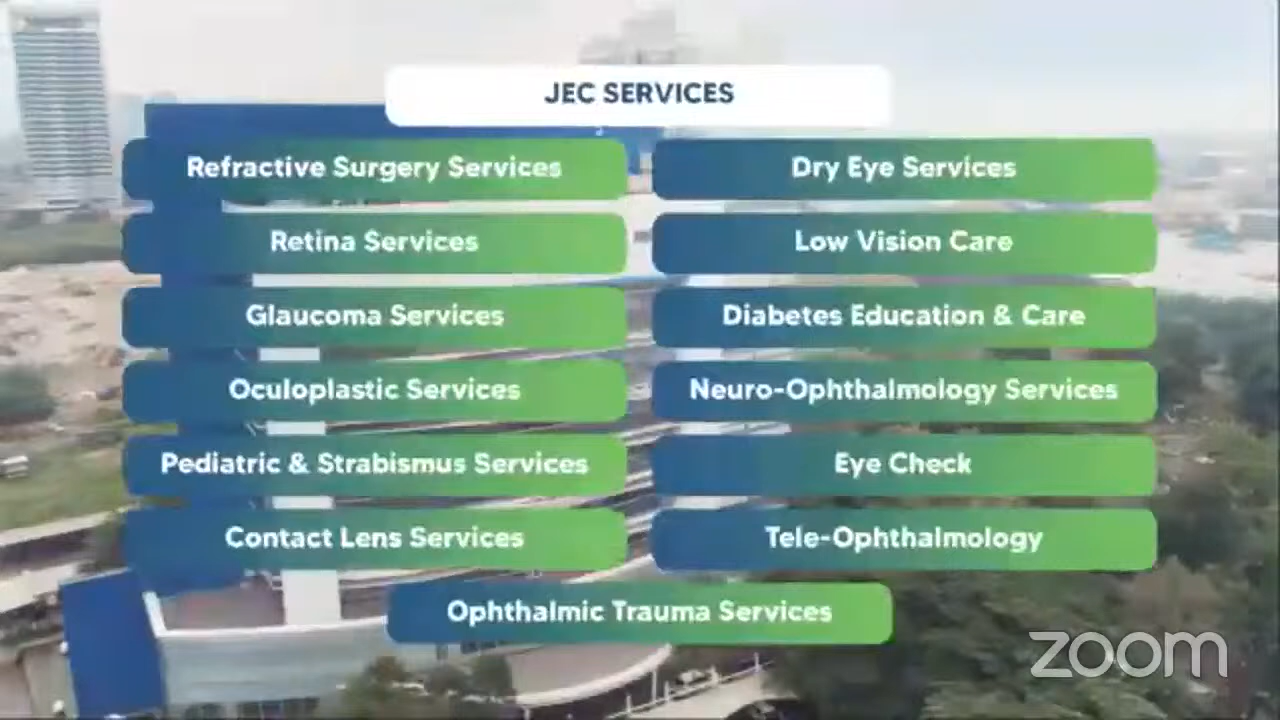 JEC SERVICES
Refractive Surgery Services
Dry Eye Services
Retina Services
Low Vision Care
Glaucoma Services
Diabetes Education & Care
Oculoplastic Services
Neuro-Ophthalmology Services
Pediatric & Strabismus Services
Eye Check
Contact Lens Services
Tele-Ophthalmology
Ophthalmic Trauma Services
zoom